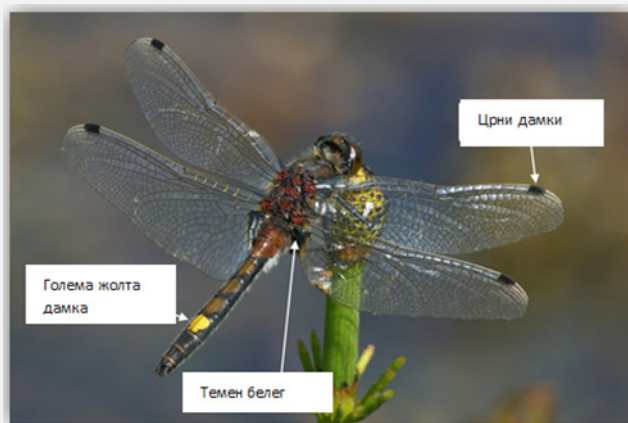 Црни дамки
Голема жолта
дамка
Темен белег